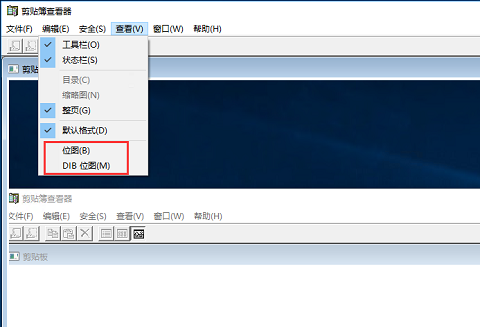 剪贴簿查看器
文件(F) 编辑(E) 安全(S) 查看(V) 窗口(W) 帮助(H)
工具栏(O)
状态栏(S)
剪贴
目录(C)
缩略图(N)
整页(G)
默认格式(D)
位图(B)
DIB 位图(M)
剪贴簿查看器
文件(F) 编辑(E) 安全(S) 查看(V) 窗口(W) 帮助(H)
剪贴板